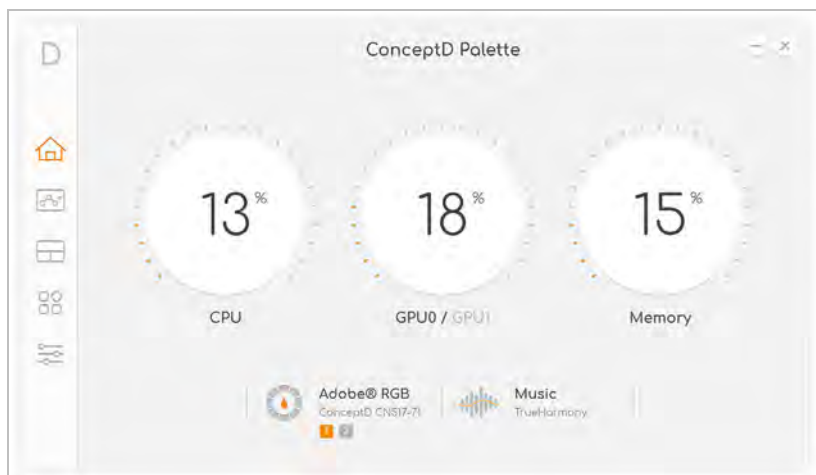 D
ConceptD Palette
13 %
18 %
15 %
CPU
GPU0 / GPU1
Memory
Adobe® RGB
ConceptD CN517-71
1 2
Music
TrueHarmony